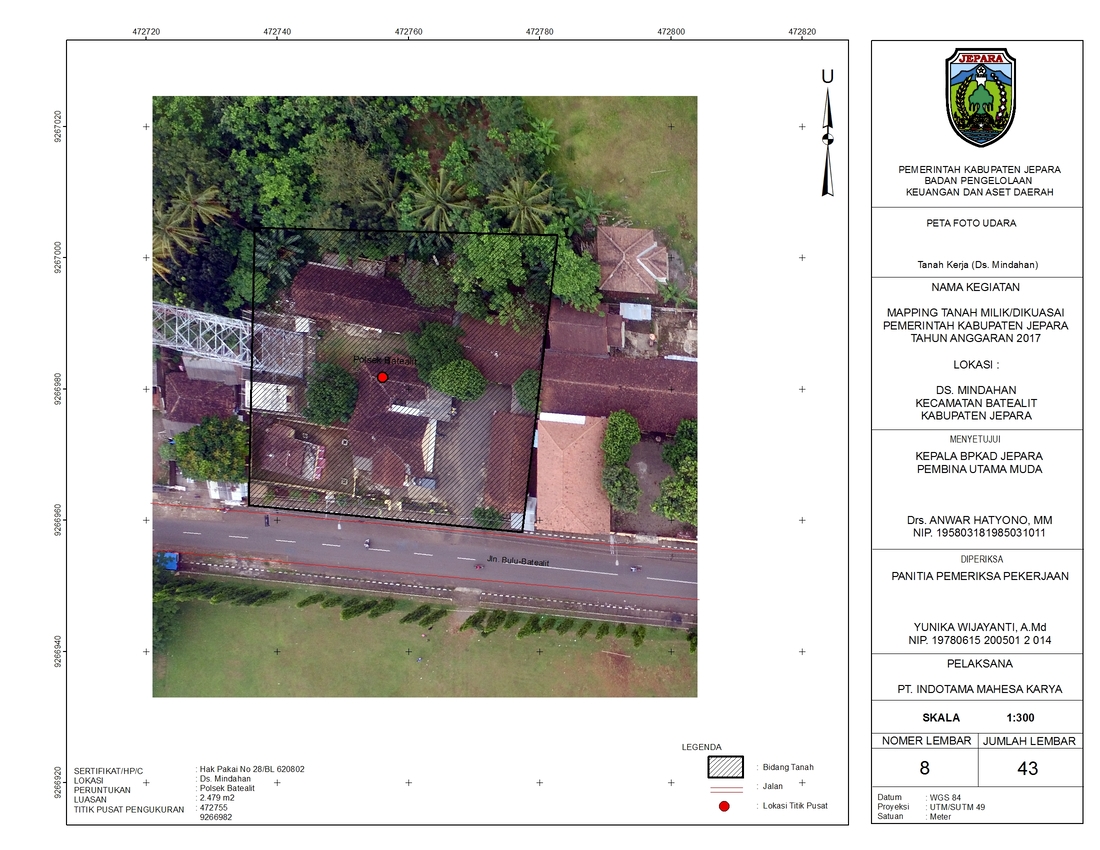 472720
472740
472760
472780
472800
472820
9267020
9267000
9266980
9266960
9266940
9266920
U
Polsek Batealit
Jln. Bulu-Batealit
SERTIFIKAT/HP/C : Hak Pakai No 28/BL 620802
LOKASI : Ds. Mindahan
PERUNTUKAN : Polsek Batealit
LUASAN : 2.479 m2
TITIK PUSAT PENGUKURAN : 472755
9266982
LEGENDA
: Bidang Tanah
: Jalan
: Lokasi Titik Pusat
JEPARA
PEMERINTAH KABUPATEN JEPARA
BADAN PENGELOLAAN
KEUANGAN DAN ASET DAERAH
PETA FOTO UDARA
Tanah Kerja (Ds. Mindahan)
NAMA KEGIATAN
MAPPING TANAH MILIK/DIKUASAI
PEMERINTAH KABUPATEN JEPARA
TAHUN ANGGARAN 2017
LOKASI :
DS. MINDAHAN
KECAMATAN BATEALIT
KABUPATEN JEPARA
MENYETUJUI
KEPALA BPKAD JEPARA
PEMBINA UTAMA MUDA
Drs. ANWAR HATYONO, MM
NIP. 195803181985031011
DIPERIKSA
PANITIA PEMERIKSA PEKERJAAN
YUNIKA WIJAYANTI, A.Md
NIP. 19780615 200501 2 014
PELAKSANA
PT. INDOTAMA MAHESA KARYA
SKALA 1:300
NOMER LEMBAR JUMLAH LEMBAR
8 43
Datum : WGS 84
Proyeksi : UTM/SUTM 49
Satuan : Meter